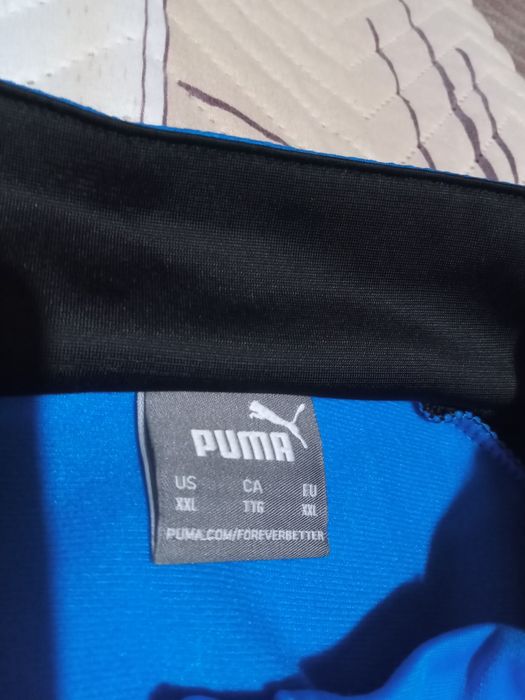 PUMA
US CA EU
XXL TTG XXL
PUMA.COM/FOREVERBETTER